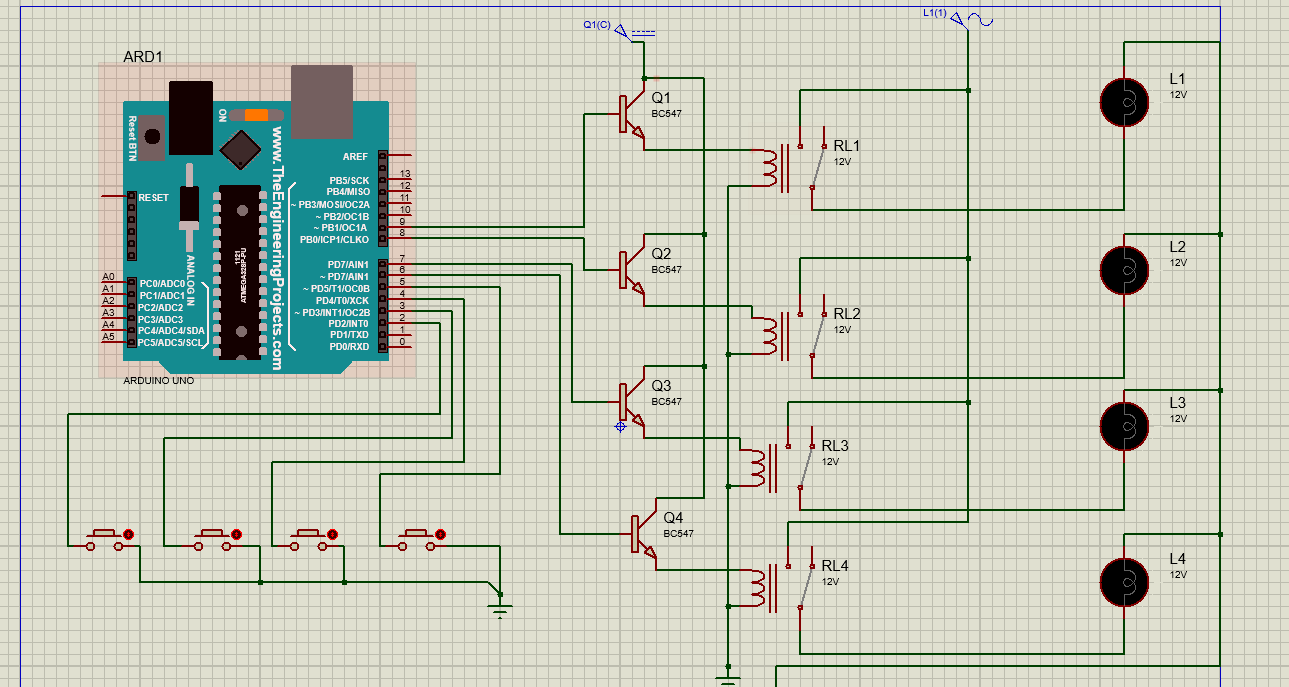 ARD1
Reset BTN
ON
www.TheEngineeringProjects.com
RESET
ANALOG IN
1121
ATMEGA328P-PU
AREF
PB5/SCK 13
PB4/MISO 12
~ PB3/MOSI/OC2A 11
~ PB2/OC1B 10
~ PB1/OC1A 9
PB0/ICP1/CLKO 8
PD7/AIN1 7
~ PD7/AIN1 6
~ PD5/T1/OC0B 5
PD4/T0/XCK 4
~ PD3/INT1/OC2B 3
PD2/INT0 2
PD1/TXD 1
PD0/RXD 0
A0 PC0/ADC0
A1 PC1/ADC1
A2 PC2/ADC2
A3 PC3/ADC3
A4 PC4/ADC4/SDA
A5 PC5/ADC5/SCL
ARDUINO UNO
Q1(C)
L1(1)
Q1
BC547
Q2
BC547
Q3
BC547
Q4
BC547
RL1
12V
RL2
12V
RL3
12V
RL4
12V
L1
12V
L2
12V
L3
12V
L4
12V